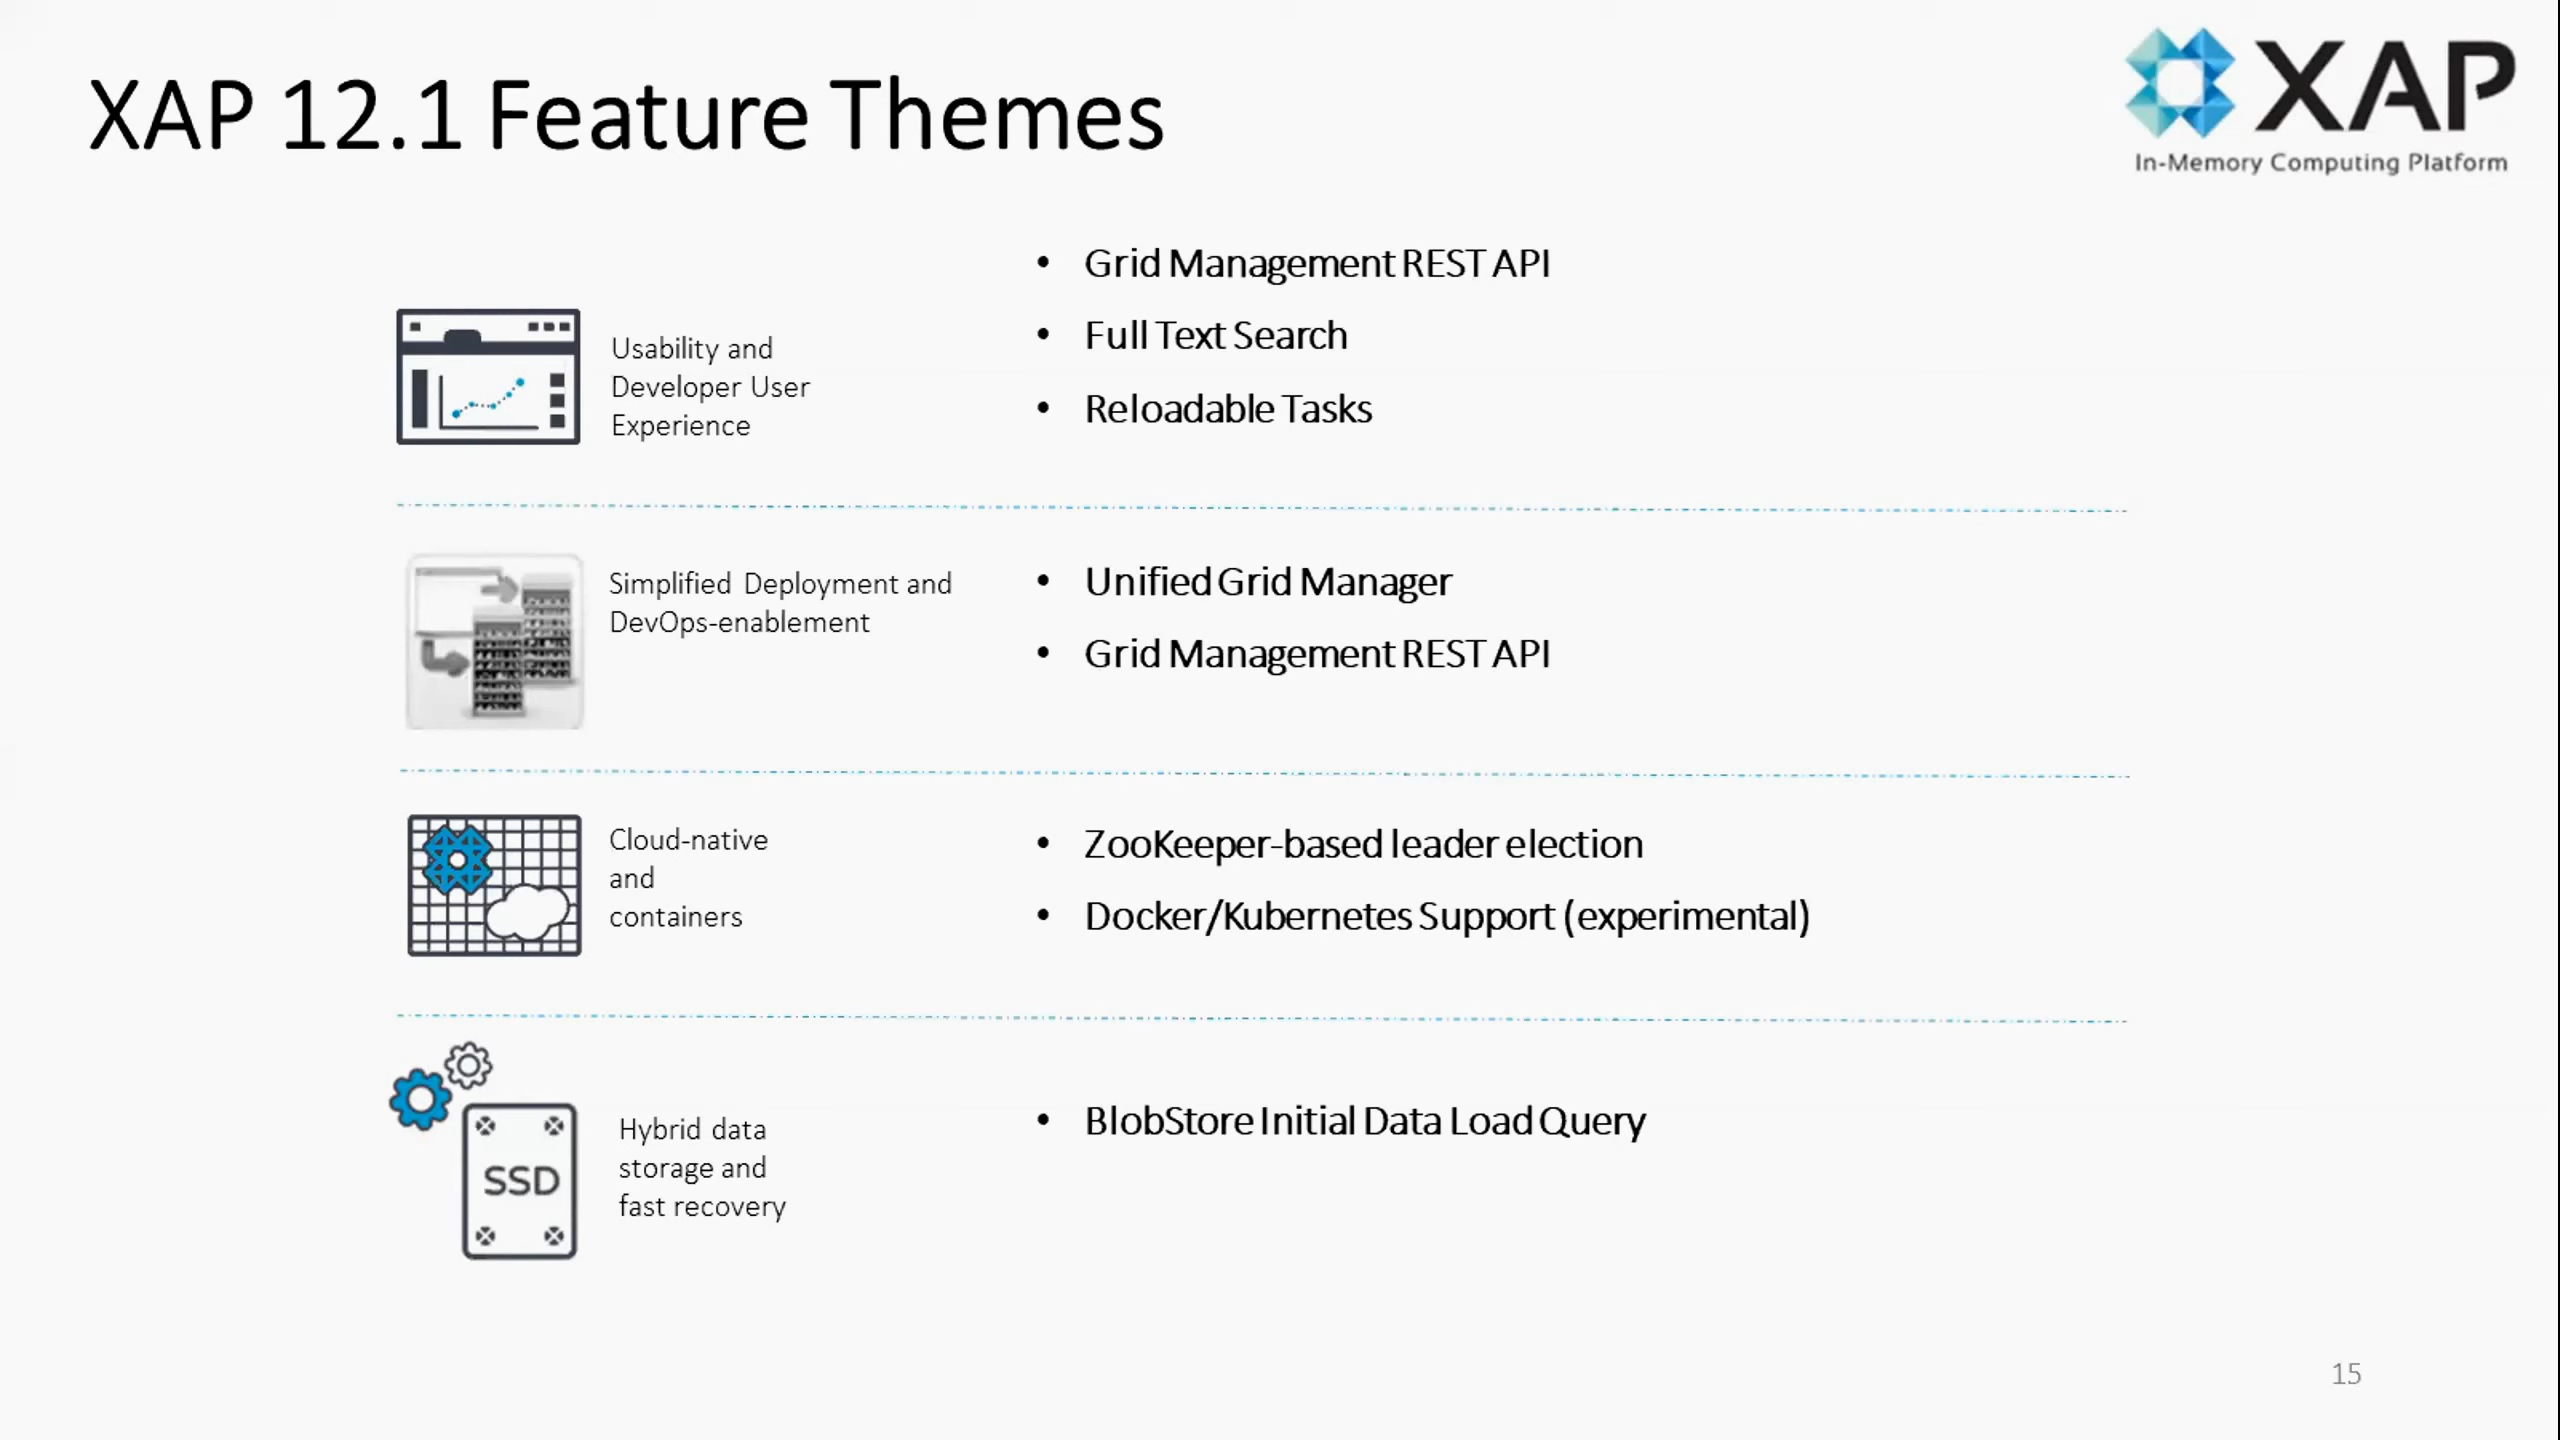 XAP 12.1 Feature Themes
XAP
In-Memory Computing Platform
Usability and
Developer User
Experience
• Grid Management REST API
• Full Text Search
• Reloadable Tasks
Simplified Deployment and
DevOps-enablement
• Unified Grid Manager
• Grid Management REST API
Cloud-native
and
containers
• ZooKeeper-based leader election
• Docker/Kubernetes Support (experimental)
SSD
Hybrid data
storage and
fast recovery
• BlobStore Initial Data Load Query
15